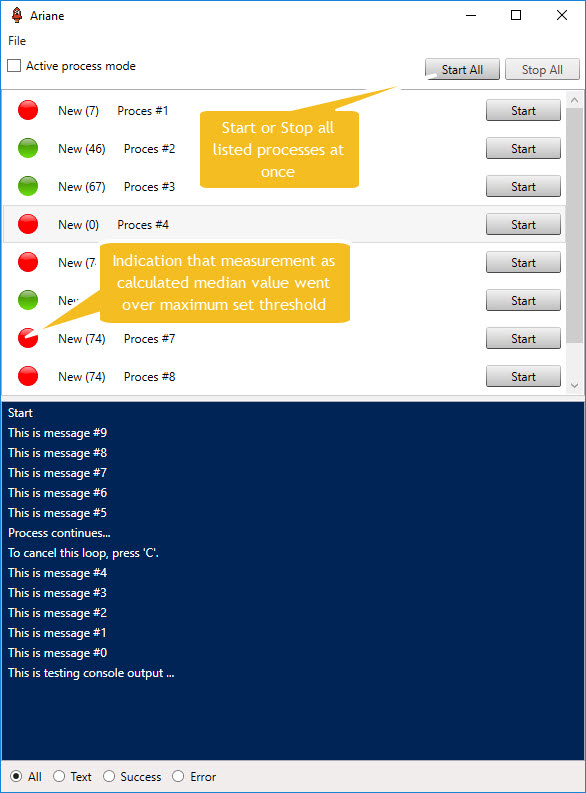 Ariane
File
Active process mode
Start All
Stop All
New (7) Proces #1 Start
New (46) Proces #2 Start
New (67) Proces #3 Start
New (0) Proces #4 Start
Start or Stop all
listed processes at
once
New (7 Start
New Start
Indication that measurement as
calculated median value went
over maximum set threshold
New (74) Proces #7 Start
New (74) Proces #8 Start
Start
This is message #9
This is message #8
This is message #7
This is message #6
This is message #5
Process continues...
To cancel this loop, press 'C'.
This is message #4
This is message #3
This is message #2
This is message #1
This is message #0
This is testing console output ...
All Text Success Error